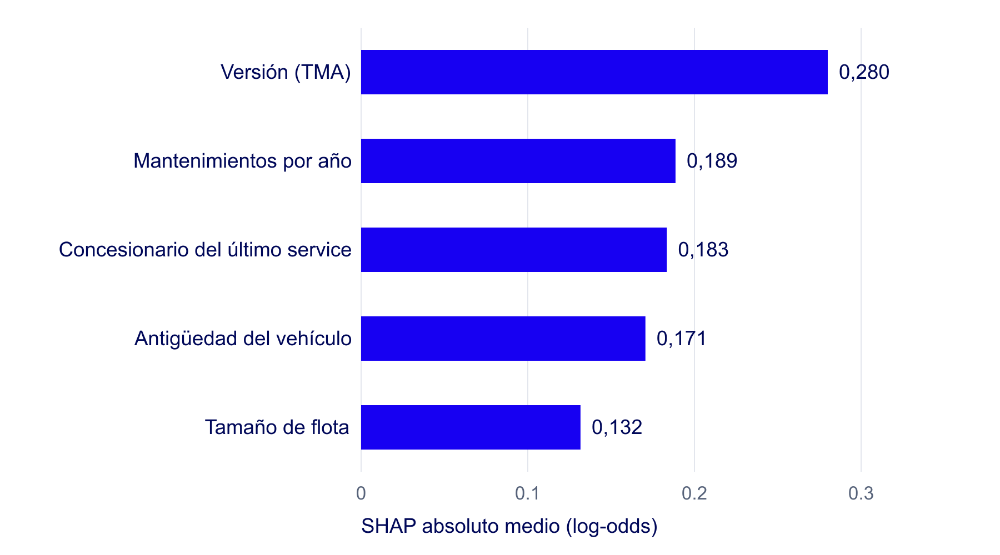 Versión (TMA) 0,280
Mantenimientos por año 0,189
Concesionario del último service 0,183
Antigüedad del vehículo 0,171
Tamaño de flota 0,132
0 0.1 0.2 0.3
SHAP absoluto medio (log-odds)